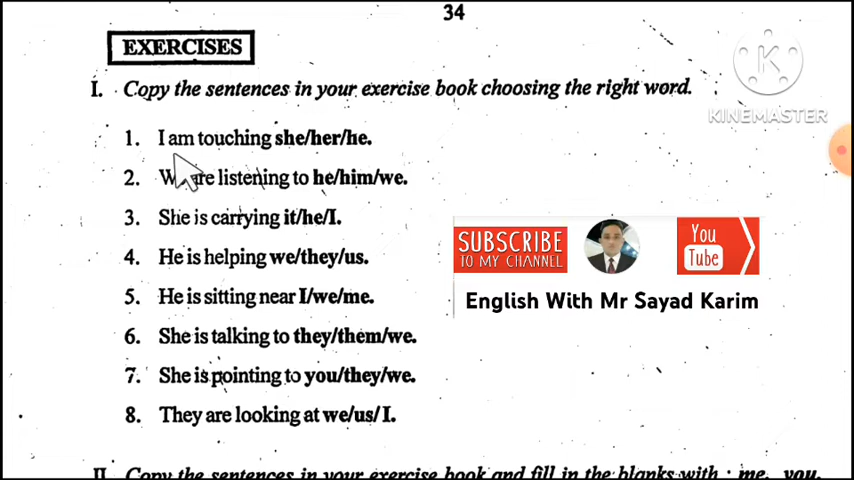 34
EXERCISES
I. Copy the sentences in your exercise book choosing the right word.
KINEMASTER
1. I am touching she/her/he.
2. We are listening to he/him/we.
3. She is carrying it/he/I.
4. He is helping we/they/us.
5. He is sitting near I/we/me.
6. She is talking to they/them/we.
7. She is pointing to you/they/we.
8. They are looking at we/us/ I.
SUBSCRIBE
TO MY CHANNEL
You
Tube
English With Mr Sayad Karim
II. Copy the sentences in your exercise book and fill in the blanks with : me, you,